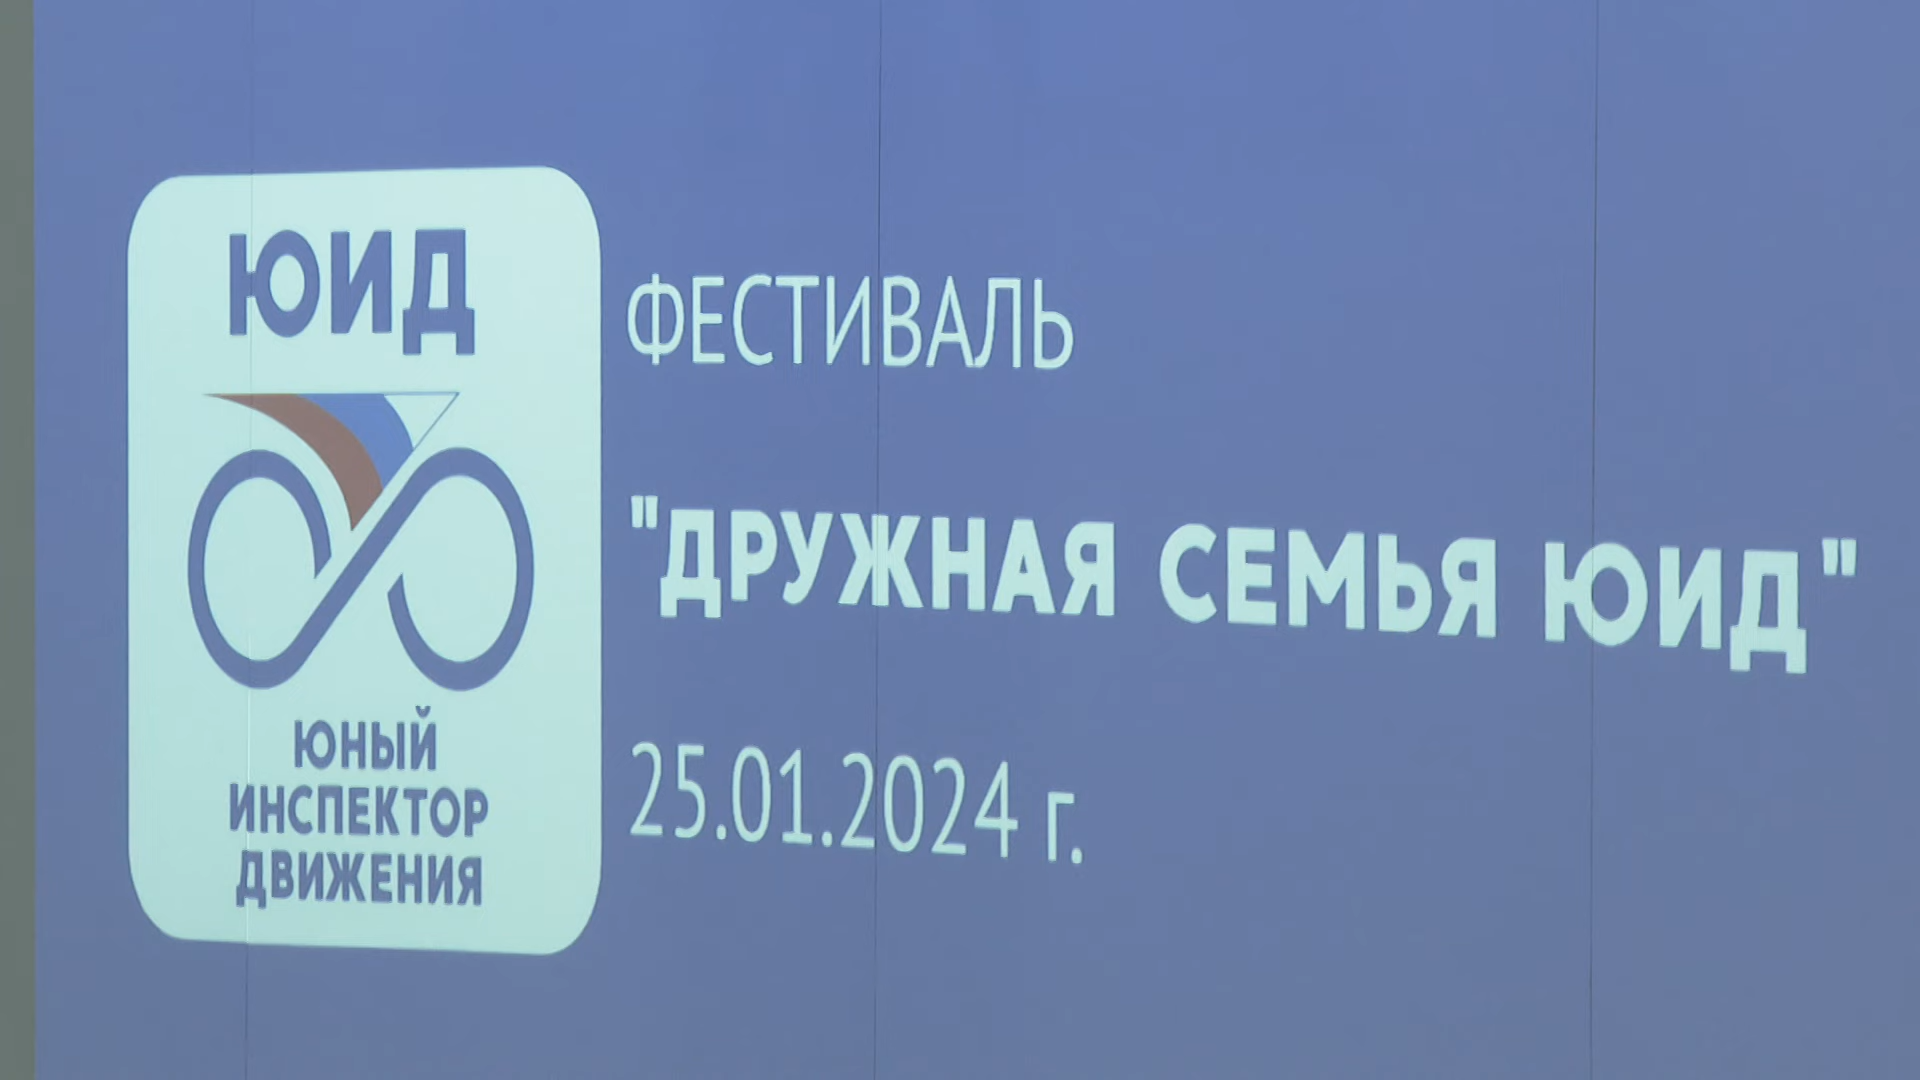 ЮИД
ЮНЫЙ
ИНСПЕКТОР
ДВИЖЕНИЯ
ФЕСТИВАЛЬ
"ДРУЖНАЯ СЕМЬЯ ЮИД"
25.01.2024 г.